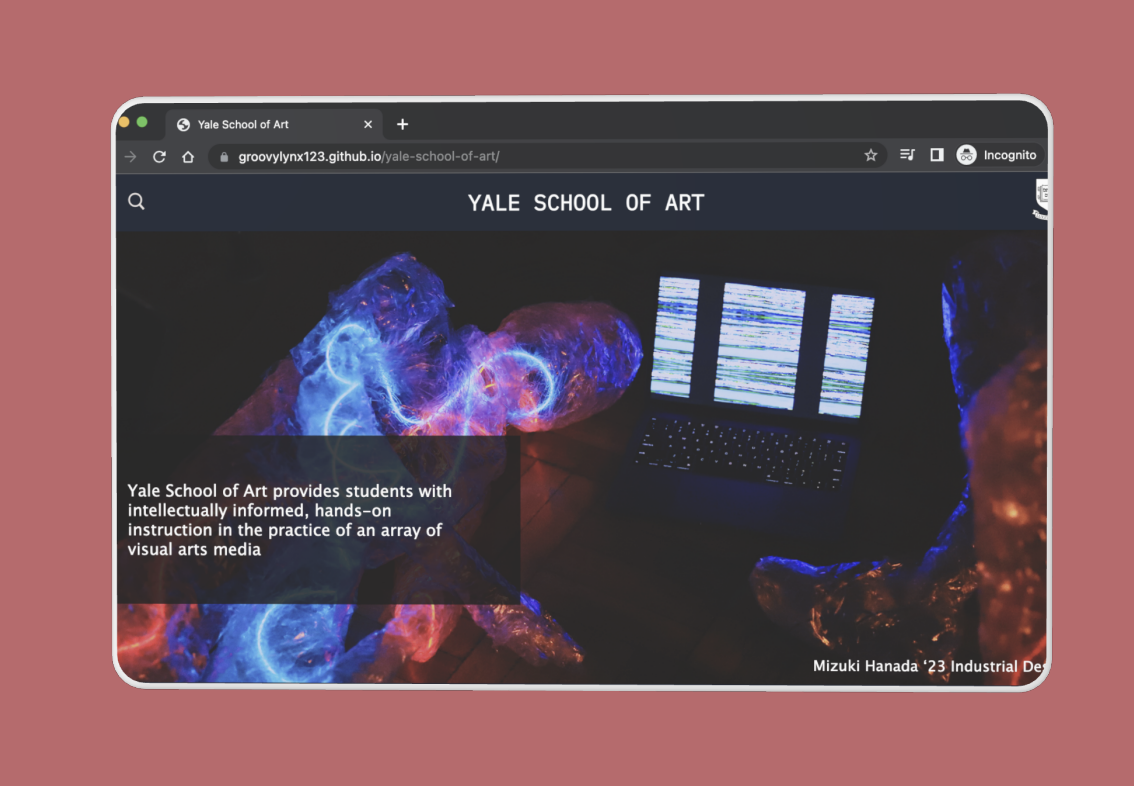 Yale School of Art
groovylynx123.github.io/yale-school-of-art/
Incognito
YALE SCHOOL OF ART
Yale School of Art provides students with
intellectually informed, hands-on
instruction in the practice of an array of
visual arts media
Mizuki Hanada ‘23 Industrial Des